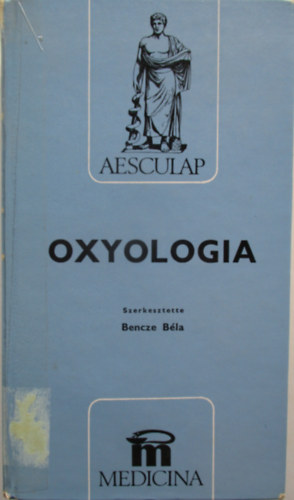 AESCULAP
OXYOLOGIA
Szerkesztette
Bencze Béla
m
MEDICINA